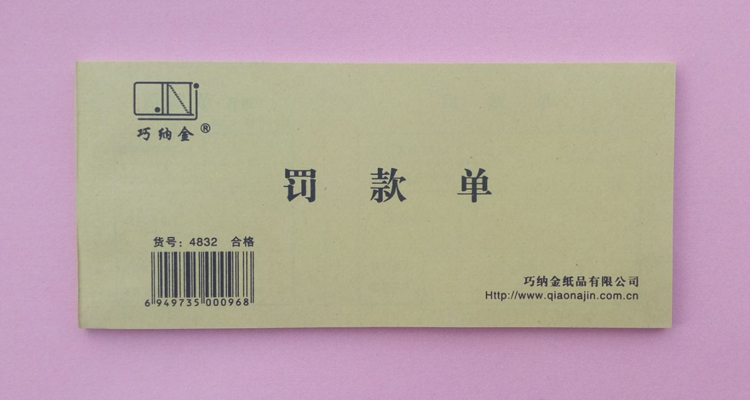 QNj
巧纳金®
罚款单
货号：4832 合格
6 949735 000968
巧纳金纸品有限公司
Http://www.qiaonajin.com.cn